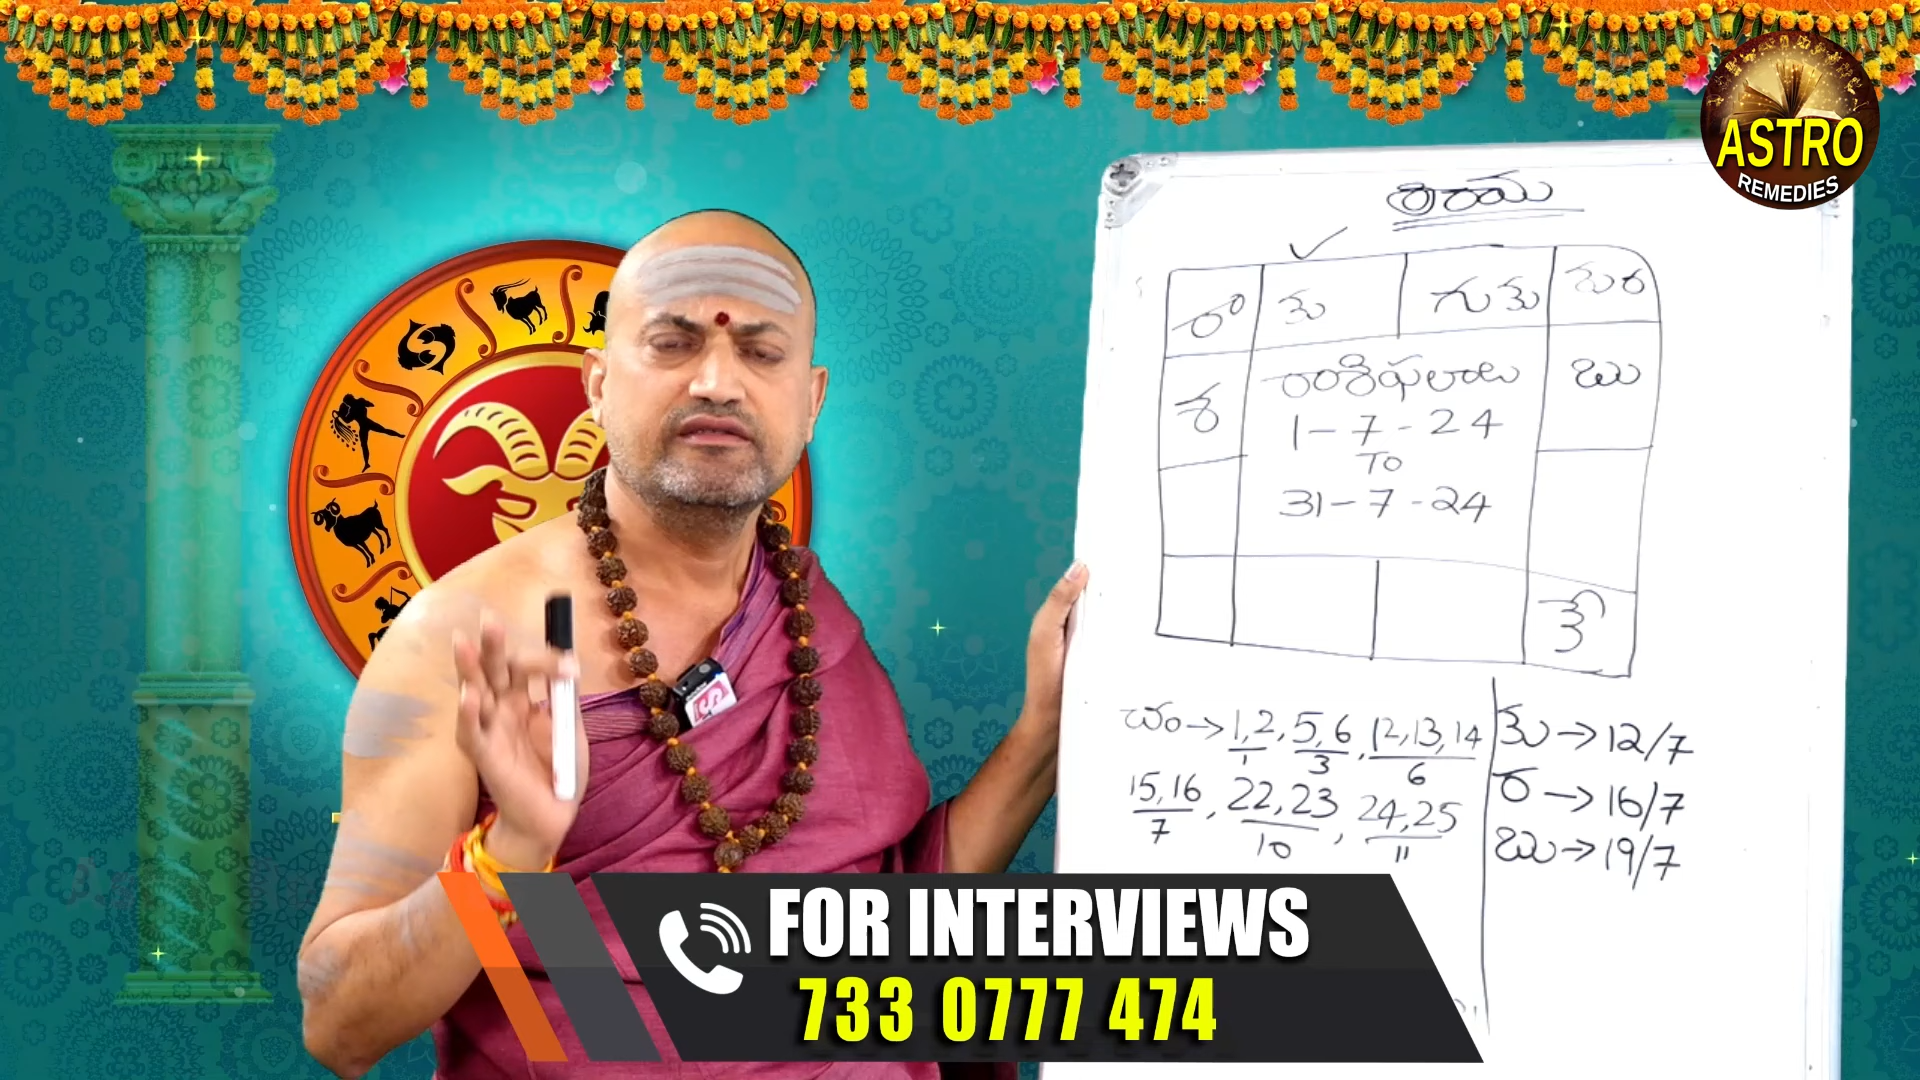 ASTRO
REMEDIES
శ్రీరామ
రా కు గు కు శు ర
రాశిఫలాలు
బు
శ
1-7-24
TO
31-7-24
కే
చం→1,2, 5,6, 12,13,14
1 3 6
15,16, 22,23, 24,25
7 10 11
కు→12/7
ర→16/7
బు→19/7
FOR INTERVIEWS
733 0777 474